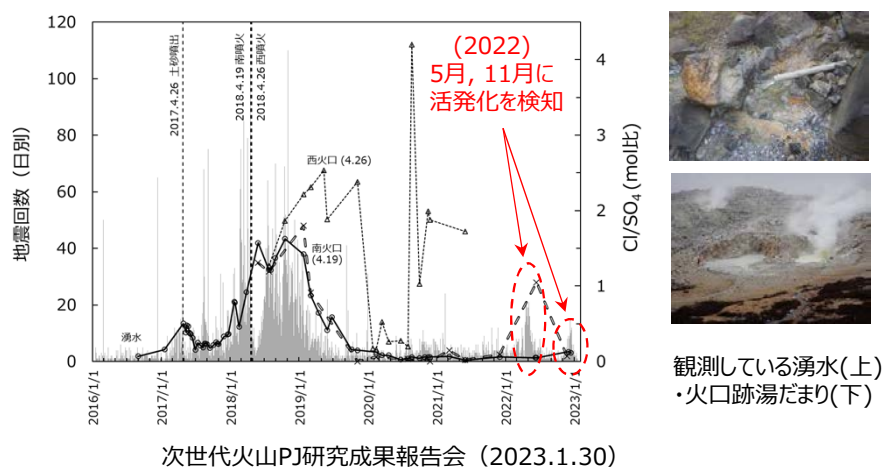 120
100
80
60
40
20
0
地震回数（日別）
2017.4.26 土砂噴出
2018.4.19 南噴火
2018.4.26 西噴火
湧水
西火口 (4.26)
南火口
(4.19)
(2022)
5月, 11月に
活発化を検知
4
3
2
1
0
Cl/SO₄ (mol比)
2016/1/1
2017/1/1
2018/1/1
2019/1/1
2020/1/1
2021/1/1
2022/1/1
2023/1/1
観測している湧水(上)
・火口跡湯だまり(下)
次世代火山PJ研究成果報告会（2023.1.30）